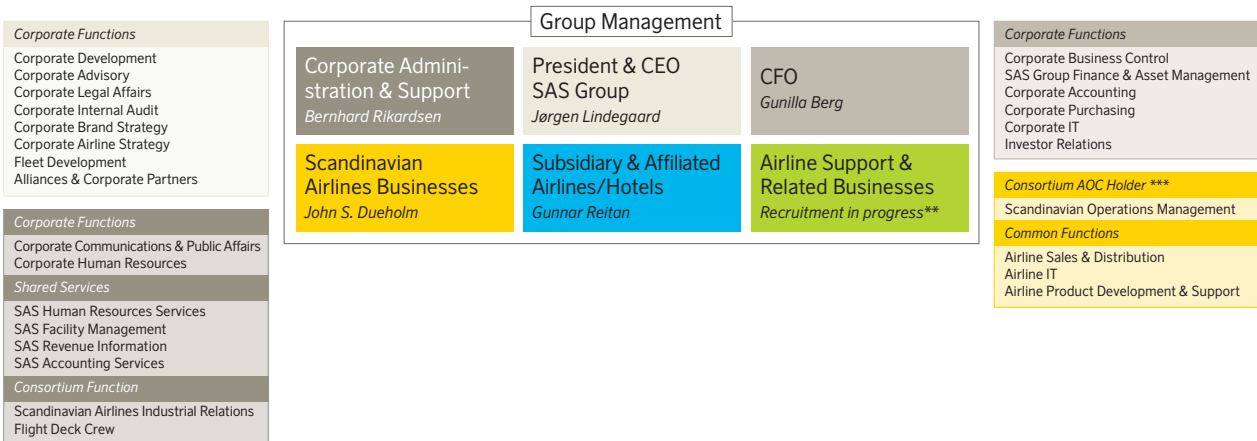 Group Management
Corporate Functions
Corporate Development
Corporate Advisory
Corporate Legal Affairs
Corporate Internal Audit
Corporate Brand Strategy
Corporate Airline Strategy
Fleet Development
Alliances & Corporate Partners
Corporate Functions
Corporate Communications & Public Affairs
Corporate Human Resources
Shared Services
SAS Human Resources Services
SAS Facility Management
SAS Revenue Information
SAS Accounting Services
Consortium Function
Scandinavian Airlines Industrial Relations
Flight Deck Crew
Corporate Admini-
stration & Support
Bernhard Rikardsen
President & CEO
SAS Group
Jørgen Lindegaard
CFO
Gunilla Berg
Scandinavian
Airlines Businesses
John S. Dueholm
Subsidiary & Affiliated
Airlines/Hotels
Gunnar Reitan
Airline Support &
Related Businesses
Recruitment in progress**
Corporate Functions
Corporate Business Control
SAS Group Finance & Asset Management
Corporate Accounting
Corporate Purchasing
Corporate IT
Investor Relations
Consortium AOC Holder ***
Scandinavian Operations Management
Common Functions
Airline Sales & Distribution
Airline IT
Airline Product Development & Support